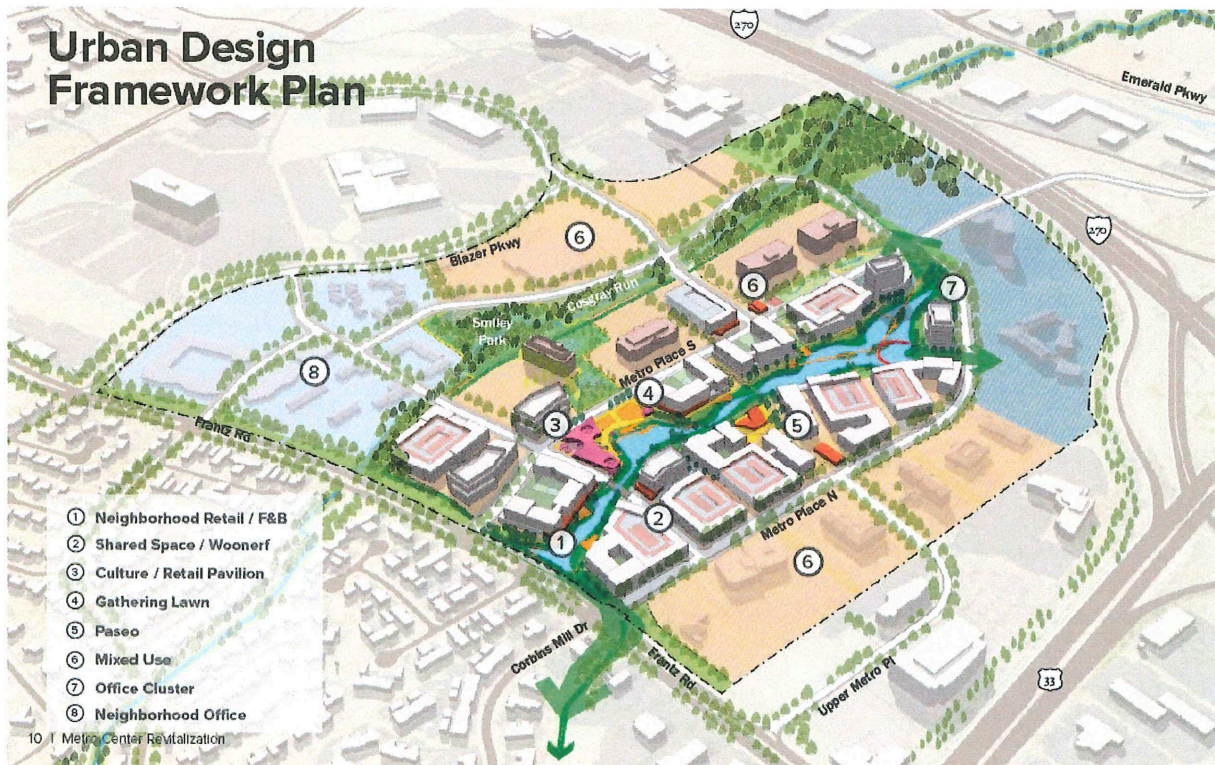 Urban Design
Framework Plan
270
Emerald Pkwy
270
6
Blazer Pkwy
Cosgray Run
6
7
Smiley
Park
8
Metro Place S
4
3
5
Frantz Rd
2
Metro Place N
1
6
Corbins Mill Dr
Frantz Rd
Upper Metro Pl
33
1 Neighborhood Retail / F&B
2 Shared Space / Woonerf
3 Culture / Retail Pavilion
4 Gathering Lawn
5 Paseo
6 Mixed Use
7 Office Cluster
8 Neighborhood Office
10 | Metro Center Revitalization